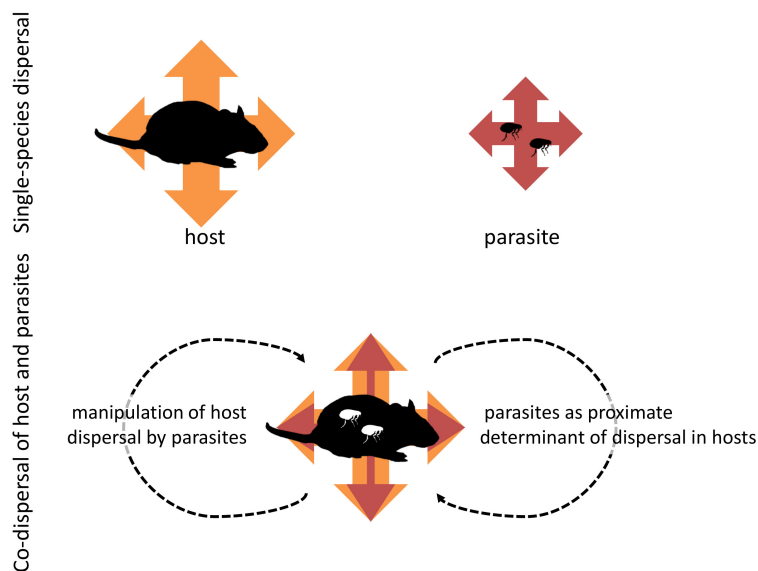 Single-species dispersal
host
parasite
Co-dispersal of host and parasites
manipulation of host
dispersal by parasites
parasites as proximate
determinant of dispersal in hosts